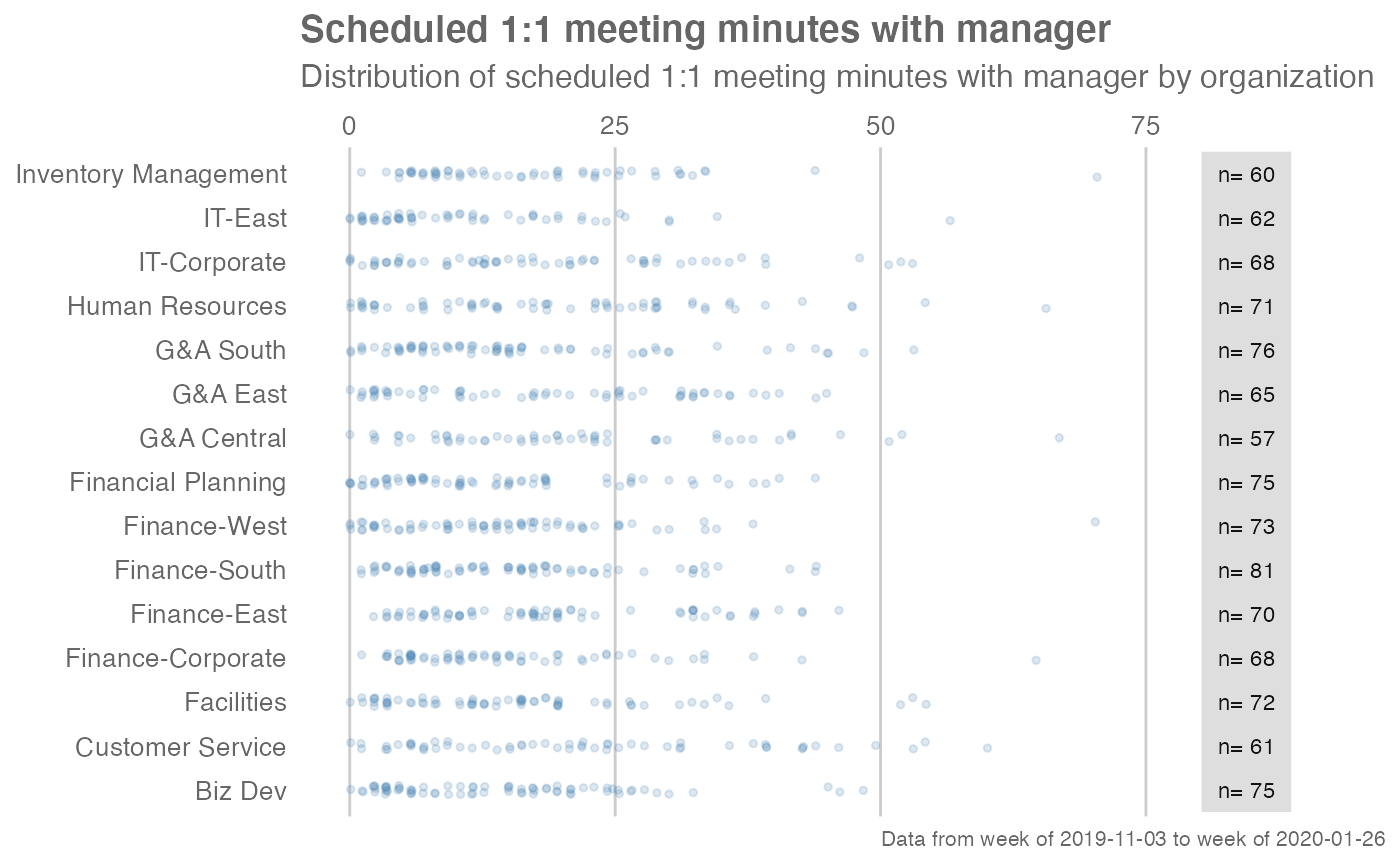 Scheduled 1:1 meeting minutes with manager
Distribution of scheduled 1:1 meeting minutes with manager by organization
0 25 50 75
Inventory Management n= 60
IT-East n= 62
IT-Corporate n= 68
Human Resources n= 71
G&A South n= 76
G&A East n= 65
G&A Central n= 57
Financial Planning n= 75
Finance-West n= 73
Finance-South n= 81
Finance-East n= 70
Finance-Corporate n= 68
Facilities n= 72
Customer Service n= 61
Biz Dev n= 75
Data from week of 2019-11-03 to week of 2020-01-26